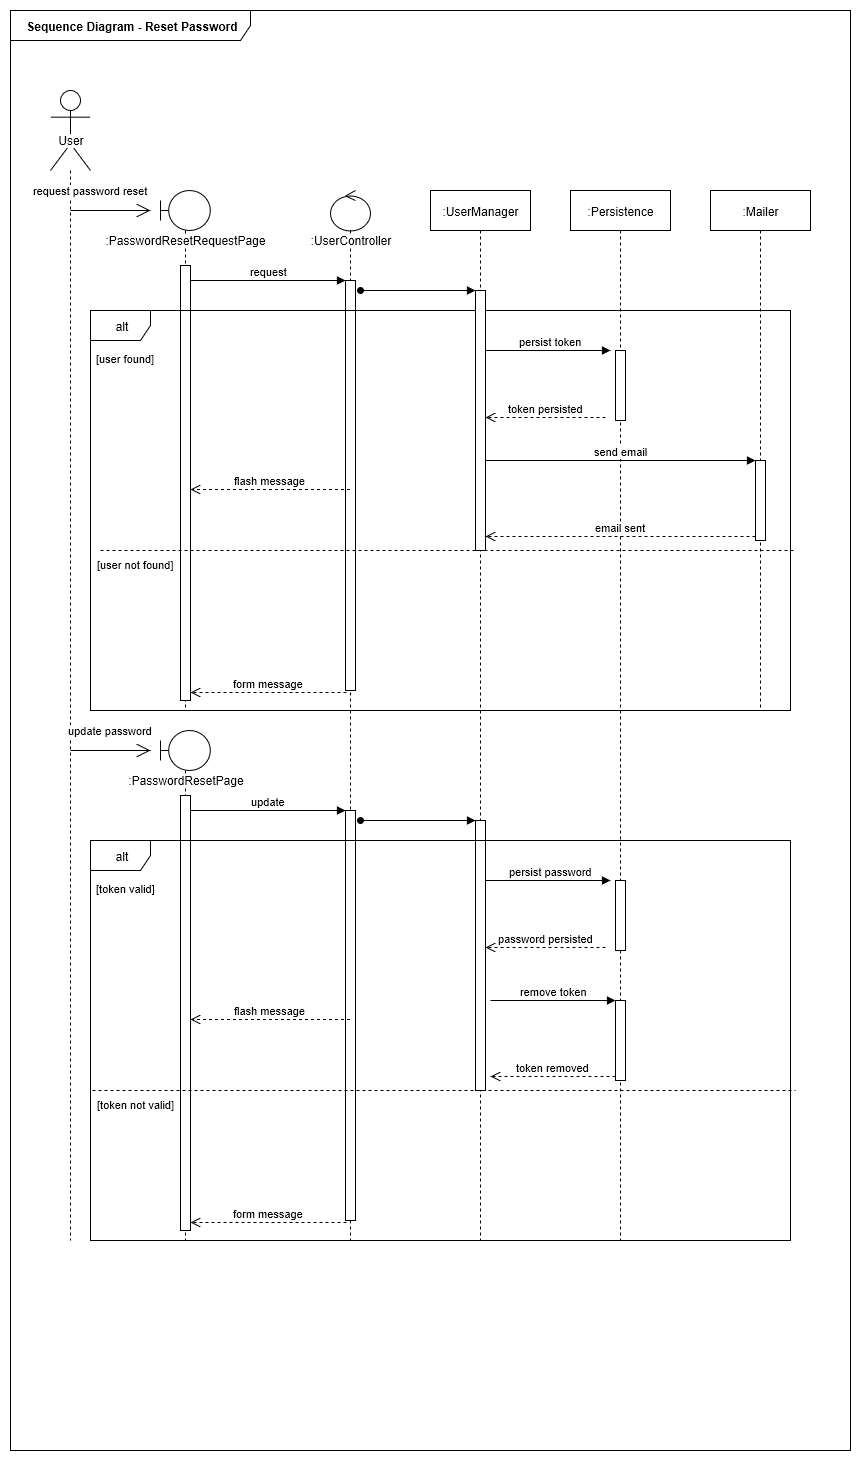 Sequence Diagram - Reset Password
User
request password reset
:UserManager
:Persistence
:Mailer
:PasswordResetRequestPage
:UserController
request
alt
persist token
[user found]
token persisted
send email
flash message
email sent
[user not found]
form message
update password
:PasswordResetPage
update
alt
persist password
[token valid]
password persisted
remove token
flash message
token removed
[token not valid]
form message